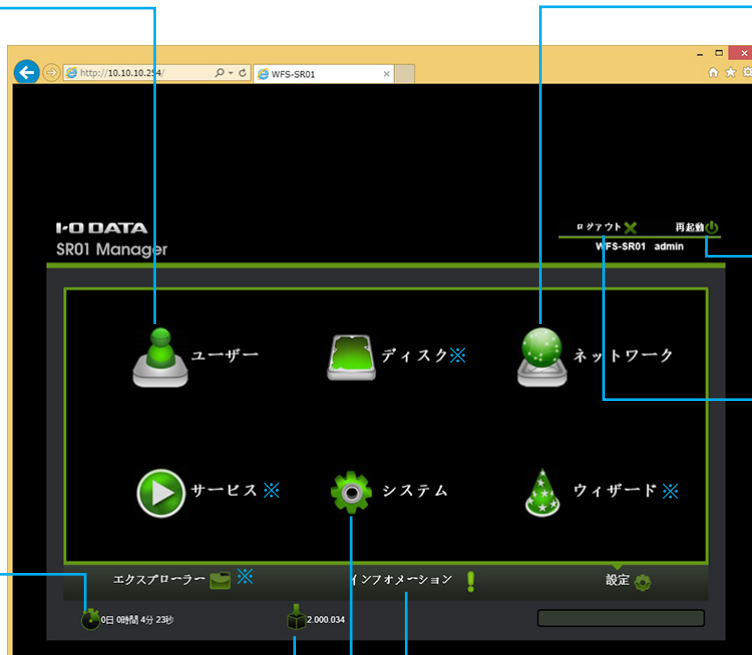 http://10.10.10.254/
WFS-SR01
I-O DATA
SR01 Manager
ログアウト 再起動
WFS-SR01 admin
ユーザー ディスク※ ネットワーク
サービス※ システム ウィザード※
エクスプローラー ※ インフォメーション 設定
0日 0時間 4分 23秒 2.000.034